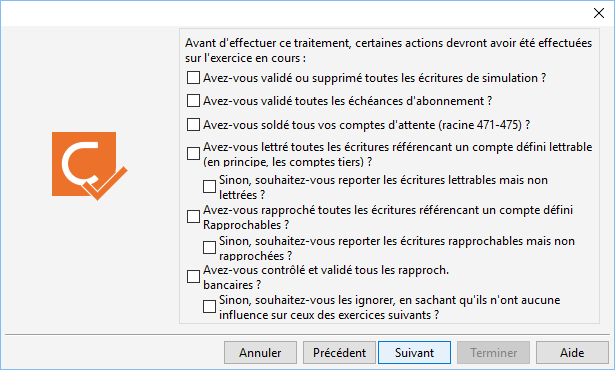 Avant d'effectuer ce traitement, certaines actions devront avoir été effectuées
sur l'exercice en cours :
Avez-vous validé ou supprimé toutes les écritures de simulation ?
Avez-vous validé toutes les échéances d'abonnement ?
Avez-vous soldé tous vos comptes d'attente (racine 471-475) ?
Avez-vous lettré toutes les écritures référencant un compte défini lettrable
(en principe, les comptes tiers) ?
Sinon, souhaitez-vous reporter les écritures lettrables mais non
lettrées ?
Avez-vous rapproché toutes les écritures référencant un compte défini
Rapprochables ?
Sinon, souhaitez-vous reporter les écritures rapprochables mais non
rapprochées ?
Avez-vous contrôlé et validé tous les rapproch.
bancaires ?
Sinon, souhaitez-vous les ignorer, en sachant qu'ils n'ont aucune
influence sur ceux des exercices suivants ?
Annuler Précédent Suivant Terminer Aide